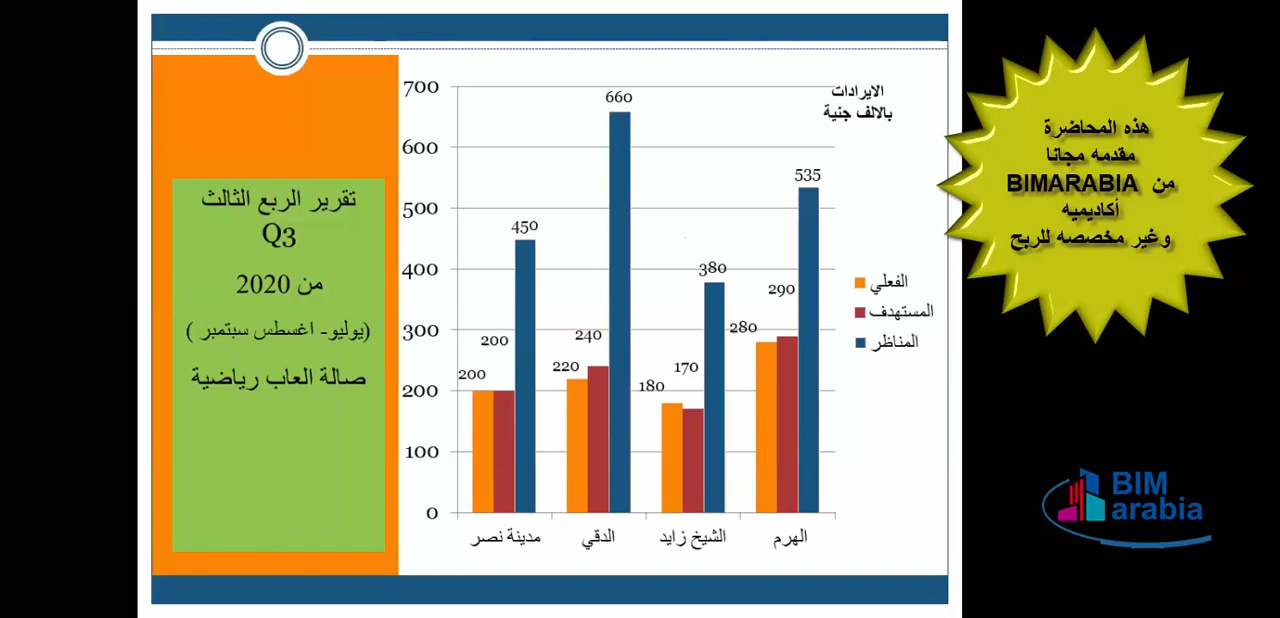 تقرير الربع الثالث
Q3
من 2020
(يوليو- اغسطس سبتمبر )
صالة العاب رياضية
الايرادات
بالالف جنية
700
600
500
400
300
200
100
0
200
200
450
220
240
660
180
170
380
280
290
535
مدينة نصر
الدقي
الشيخ زايد
الهرم
الفعلي
المستهدف
المناظر
هذه المحاضرة
مقدمه مجانا
من BIMARABIA
أكاديميه
وغير مخصصه للربح
BIM
arabia